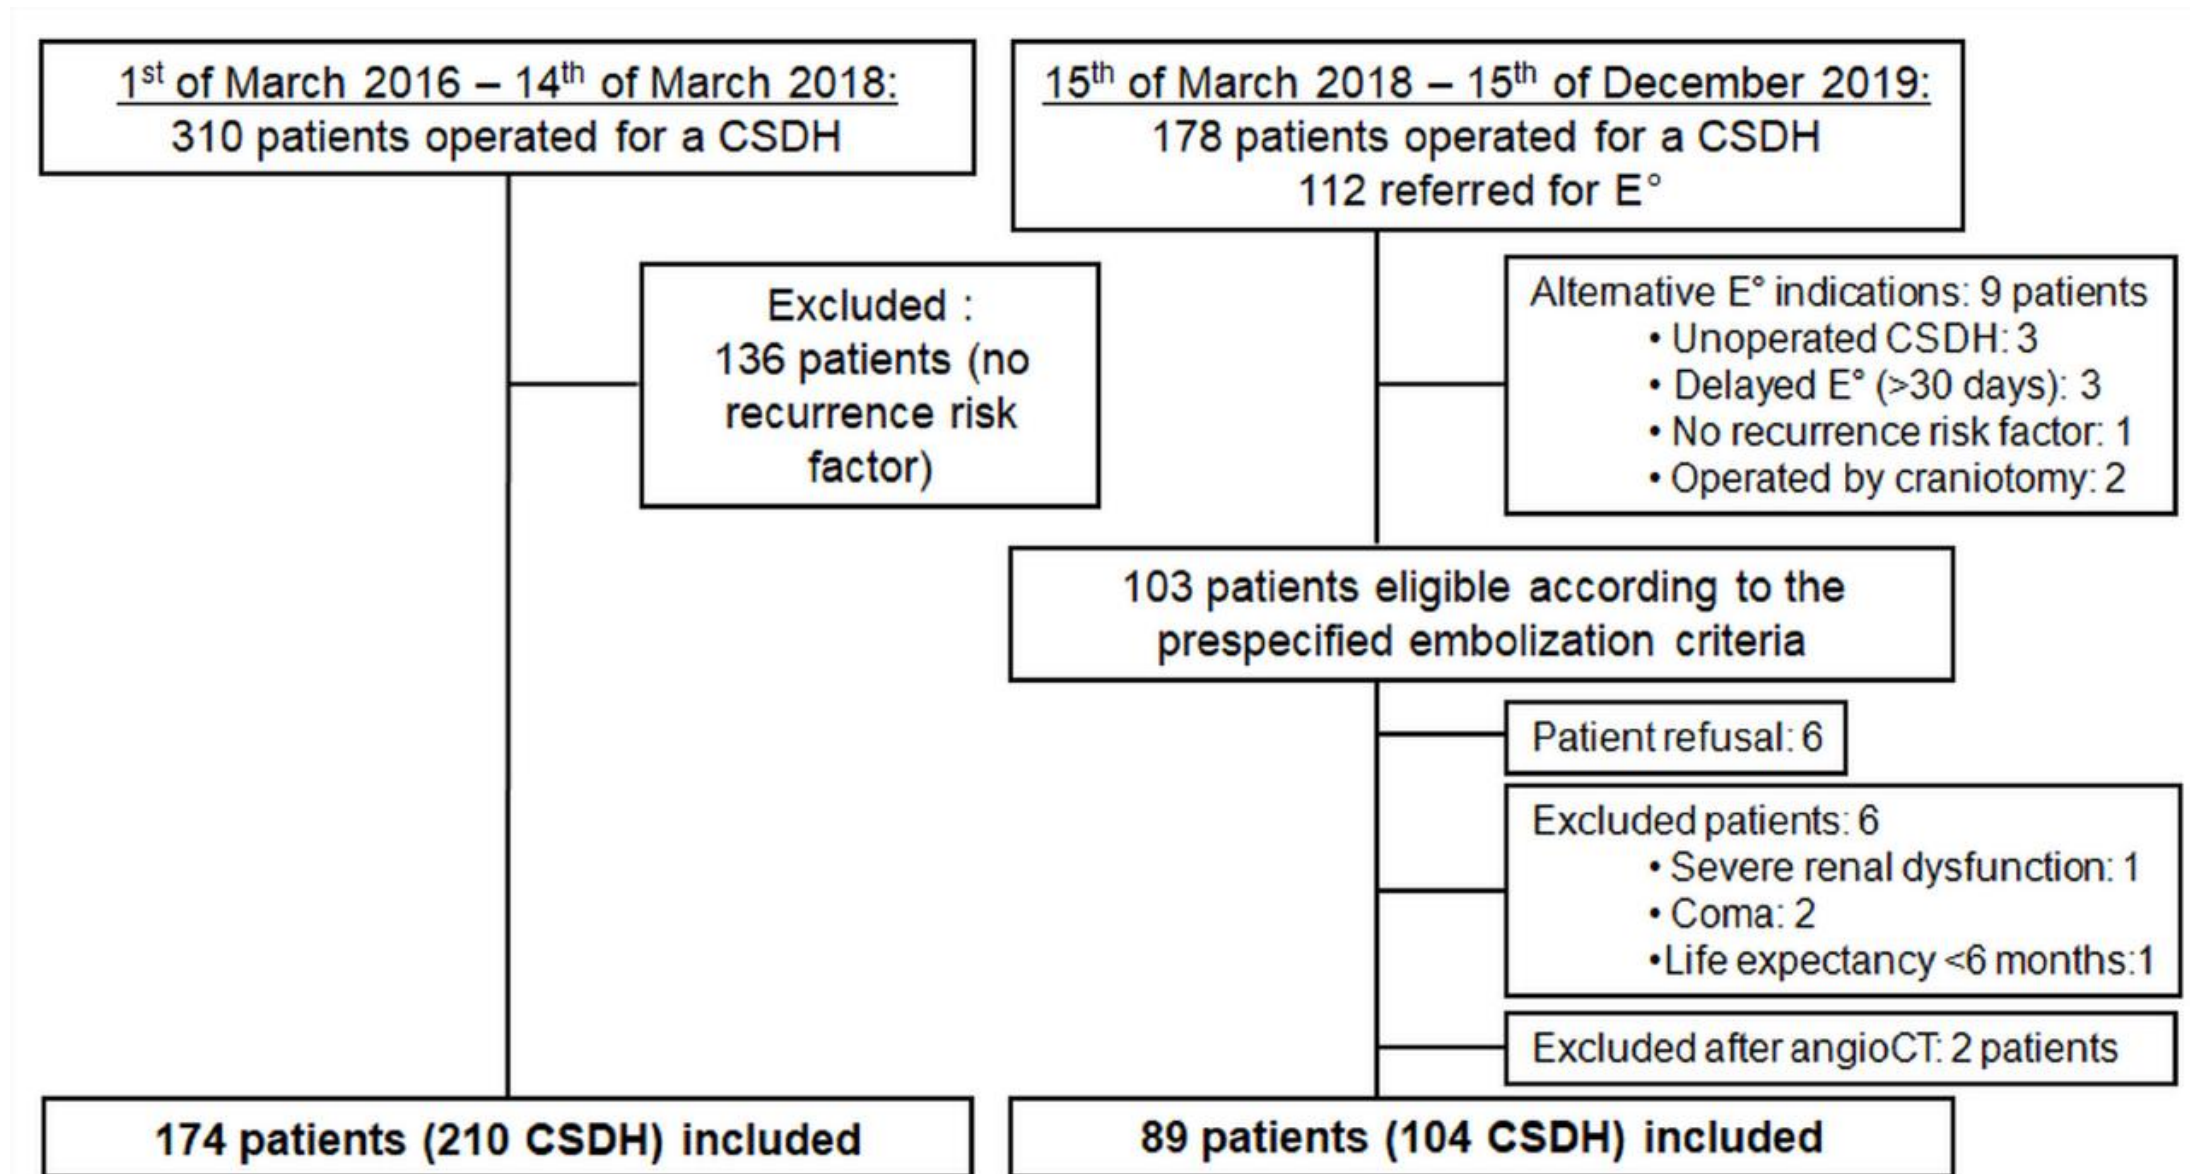 1st of March 2016 – 14th of March 2018:
310 patients operated for a CSDH
Excluded :
136 patients (no
recurrence risk
factor)
174 patients (210 CSDH) included
15th of March 2018 – 15th of December 2019:
178 patients operated for a CSDH
112 referred for E°
Alternative E° indications: 9 patients
• Unoperated CSDH: 3
• Delayed E° (>30 days): 3
• No recurrence risk factor: 1
• Operated by craniotomy: 2
103 patients eligible according to the
prespecified embolization criteria
Patient refusal: 6
Excluded patients: 6
• Severe renal dysfunction: 1
• Coma: 2
•Life expectancy <6 months:1
Excluded after angioCT: 2 patients
89 patients (104 CSDH) included